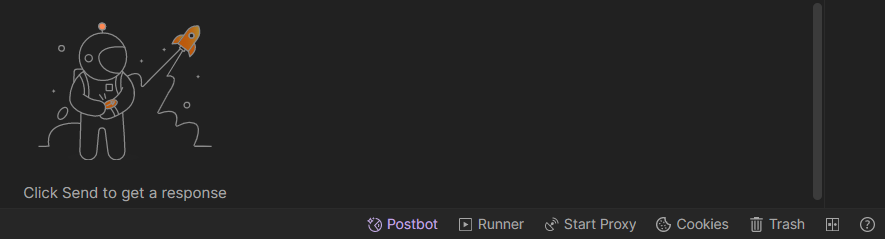 Click Send to get a response
Postbot Runner Start Proxy Cookies Trash